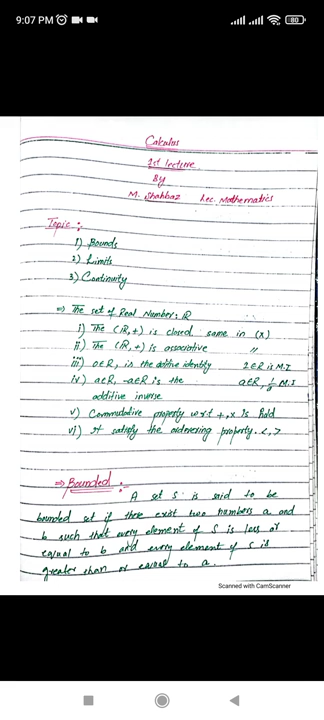 9:07 PM
80
Calculus
1st lecture
By
M. Shahbaz Lec. Mathematics
Topic :
1) Bounds
2) Limits
3) Continuity
⇒ The set of Real Number: ℝ
i) The (ℝ, +) is closed same in (x)
ii) The (ℝ, +) is associative "
iii) 0∈ℝ, is the additive identity 1∈ℝ is M.I
iv) a∈ℝ, -a∈ℝ is the a∈ℝ, 1/a M.I
additive inverse
v) Commutative property w.r.t +, x is hold
vi) It satisfy the ordering property. <, >
⇒ Bounded :-
A set S is said to be
bounded set if there exist two numbers a and
b such that every element of S is less or
equal to b and every element of S is
greater than or equal to a.
Scanned with CamScanner